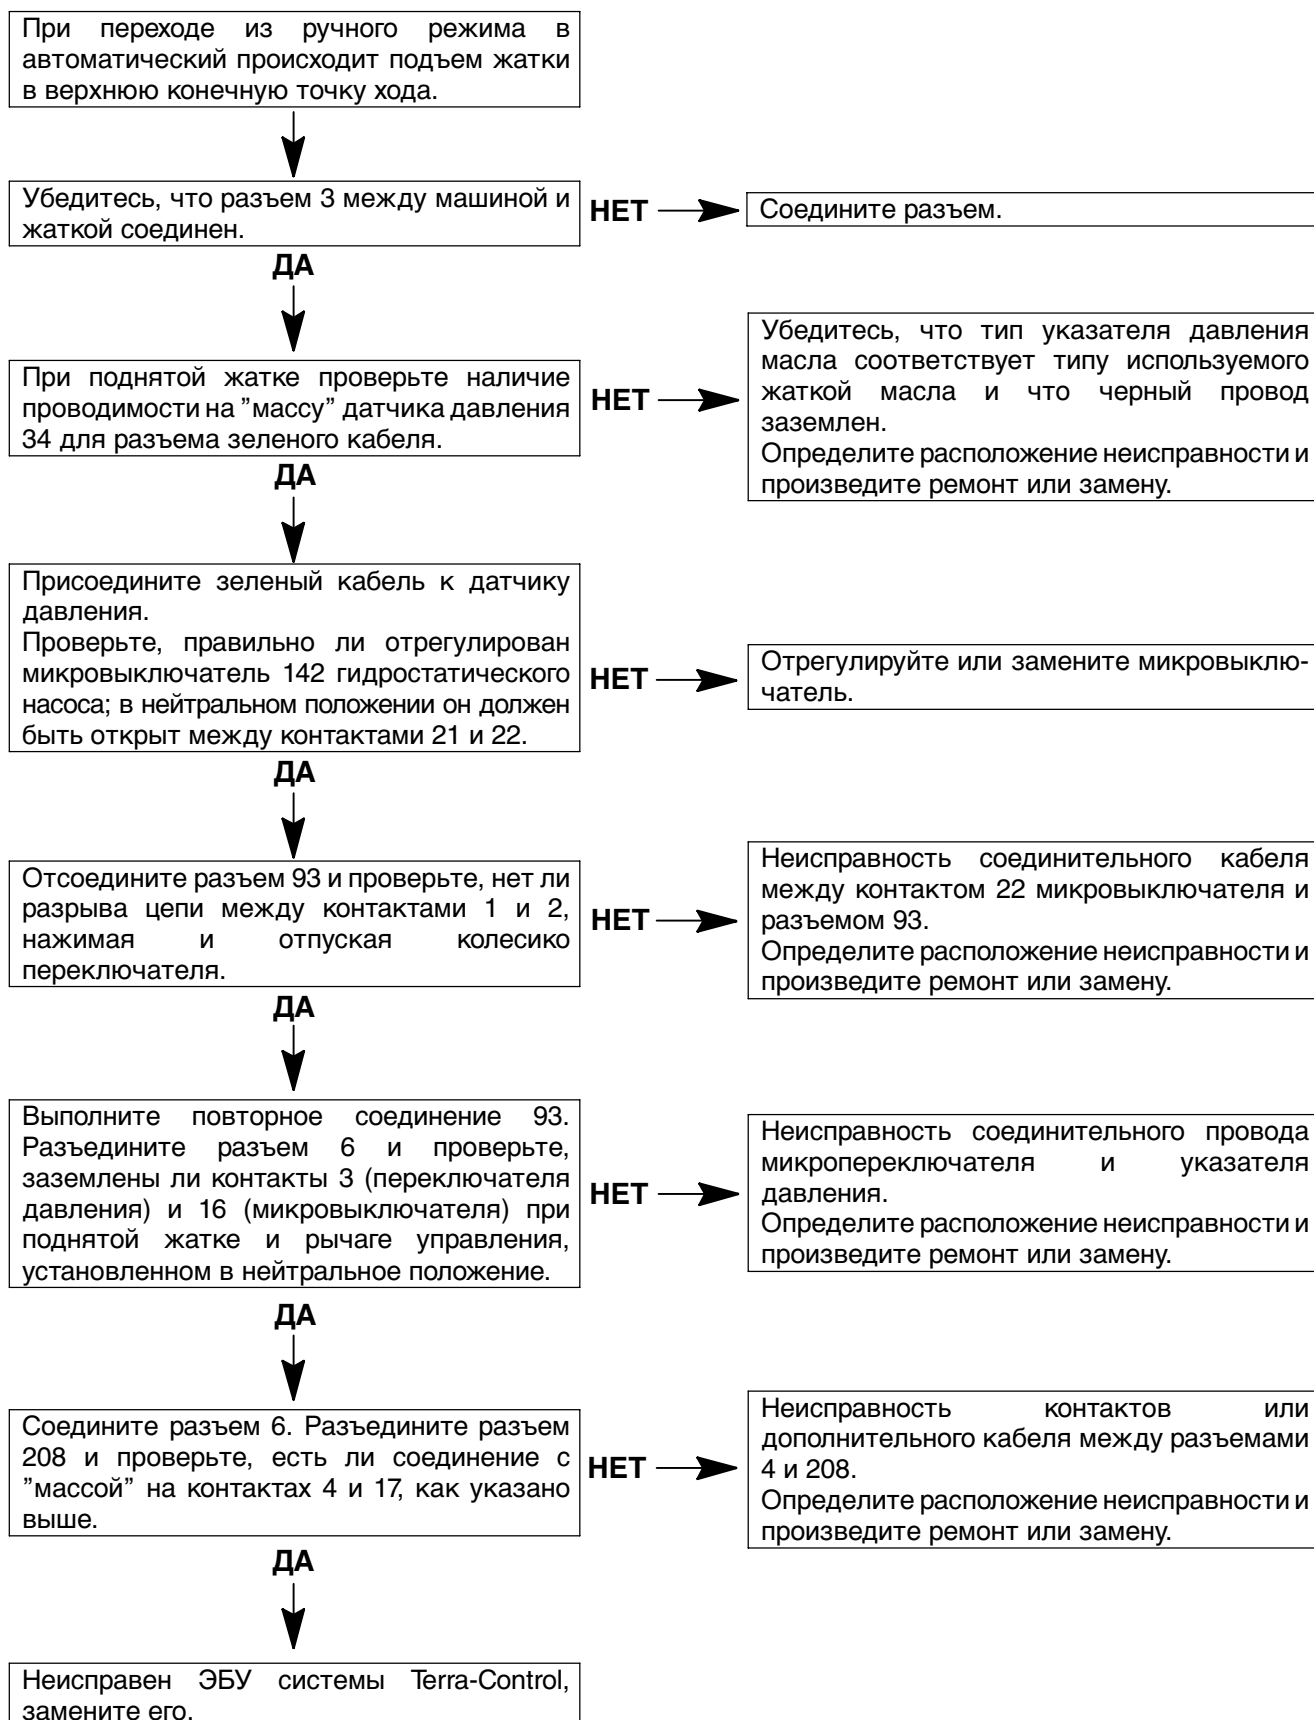 При переходе из ручного режима в
автоматический происходит подъем жатки
в верхнюю конечную точку хода.
Убедитесь, что разъем 3 между машиной и
жаткой соединен.
НЕТ
Соедините разъем.
ДА
При поднятой жатке проверьте наличие
проводимости на ”массу” датчика давления
34 для разъема зеленого кабеля.
НЕТ
Убедитесь, что тип указателя давления
масла соответствует типу используемого
жаткой масла и что черный провод
заземлен.
Определите расположение неисправности и
произведите ремонт или замену.
ДА
Присоедините зеленый кабель к датчику
давления.
Проверьте, правильно ли отрегулирован
микровыключатель 142 гидростатического
насоса; в нейтральном положении он должен
быть открыт между контактами 21 и 22.
НЕТ
Отрегулируйте или замените микровыклю-
чатель.
ДА
Отсоедините разъем 93 и проверьте, нет ли
разрыва цепи между контактами 1 и 2,
нажимая и отпуская колесико
переключателя.
НЕТ
Неисправность соединительного кабеля
между контактом 22 микровыключателя и
разъемом 93.
Определите расположение неисправности и
произведите ремонт или замену.
ДА
Выполните повторное соединение 93.
Разъедините разъем 6 и проверьте,
заземлены ли контакты 3 (переключателя
давления) и 16 (микровыключателя) при
поднятой жатке и рычаге управления,
установленном в нейтральное положение.
НЕТ
Неисправность соединительного провода
микропереключателя и указателя
давления.
Определите расположение неисправности и
произведите ремонт или замену.
ДА
Соедините разъем 6. Разъедините разъем
208 и проверьте, есть ли соединение с
”массой” на контактах 4 и 17, как указано
выше.
НЕТ
Неисправность контактов или
дополнительного кабеля между разъемами
4 и 208.
Определите расположение неисправности и
произведите ремонт или замену.
ДА
Неисправен ЭБУ системы Terra-Control,
замените его.